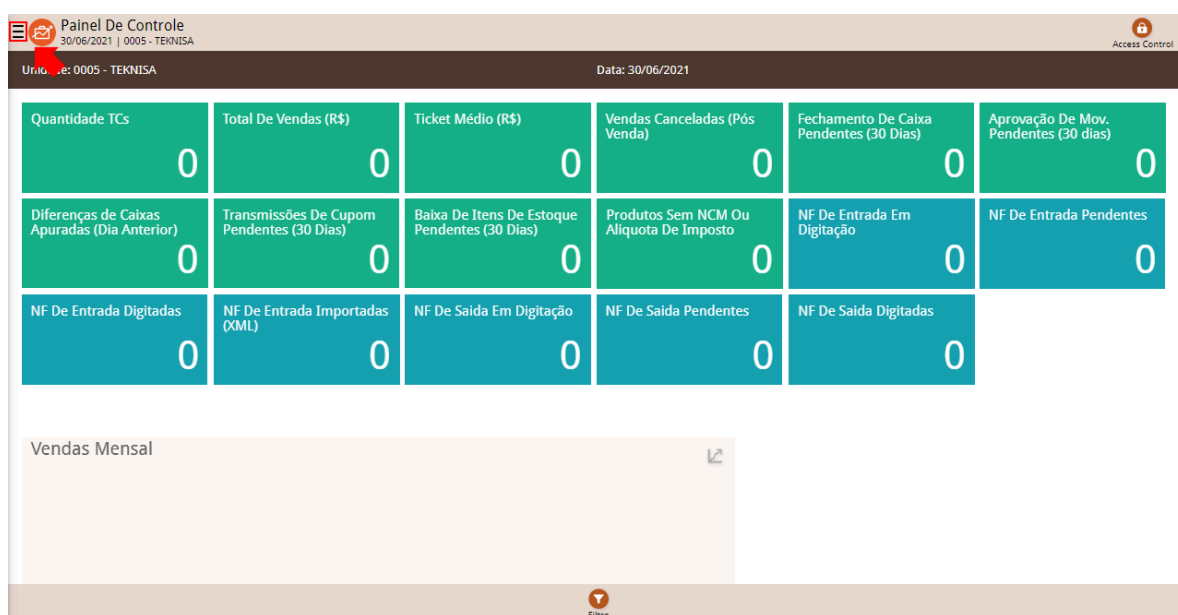 Painel De Controle
30/06/2021 | 0005 - TEKNISA
Access Control
Unidade: 0005 - TEKNISA
Data: 30/06/2021
Quantidade TCs
0
Total De Vendas (R$)
0
Ticket Médio (R$)
0
Vendas Canceladas (Pós
Venda)
0
Fechamento De Caixa
Pendentes (30 Dias)
0
Aprovação De Mov.
Pendentes (30 dias)
0
Diferenças de Caixas
Apuradas (Dia Anterior)
0
Transmissões De Cupom
Pendentes (30 Dias)
0
Baixa De Itens De Estoque
Pendentes (30 Dias)
0
Produtos Sem NCM Ou
Aliquota De Imposto
0
NF De Entrada Em
Digitação
0
NF De Entrada Pendentes
0
NF De Entrada Digitadas
0
NF De Entrada Importadas
(XML)
0
NF De Saida Em Digitação
0
NF De Saida Pendentes
0
NF De Saida Digitadas
0
Vendas Mensal
Filtro